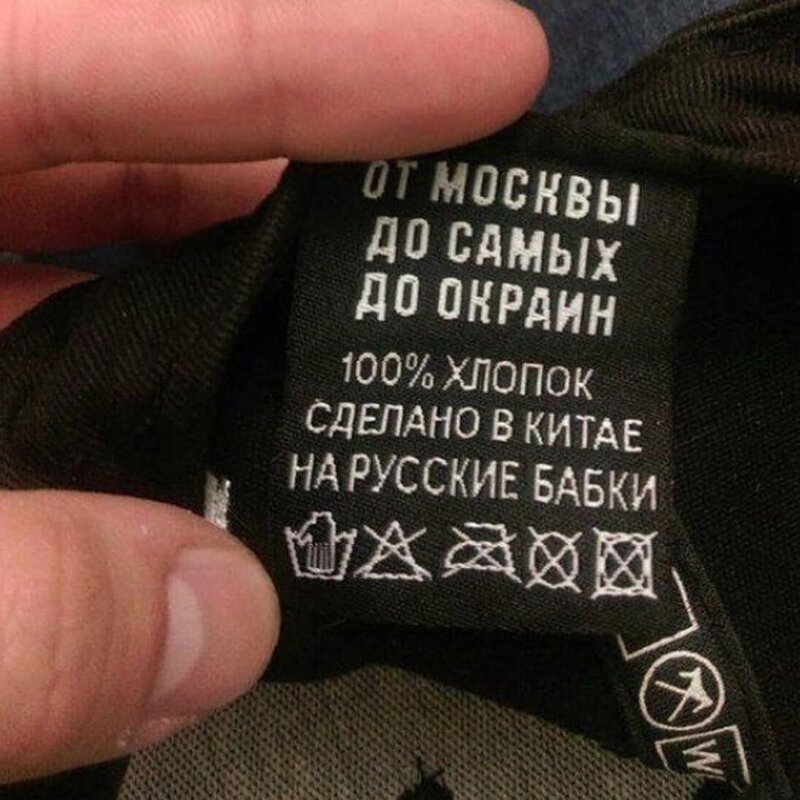 ОТ МОСКВЫ
ДО САМЫХ
ДО ОКРАИН
100% ХЛОПОК
СДЕЛАНО В КИТАЕ
НА РУССКИЕ БАБКИ